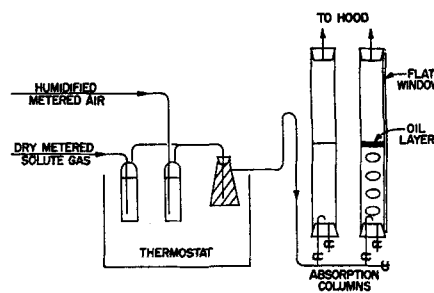 TO HOOD
HUMIDIFIED
METERED AIR
FLAT
WINDOW
OIL
LAYER
DRY METERED
SOLUTE GAS
THERMOSTAT
ABSORPTION
COLUMNS